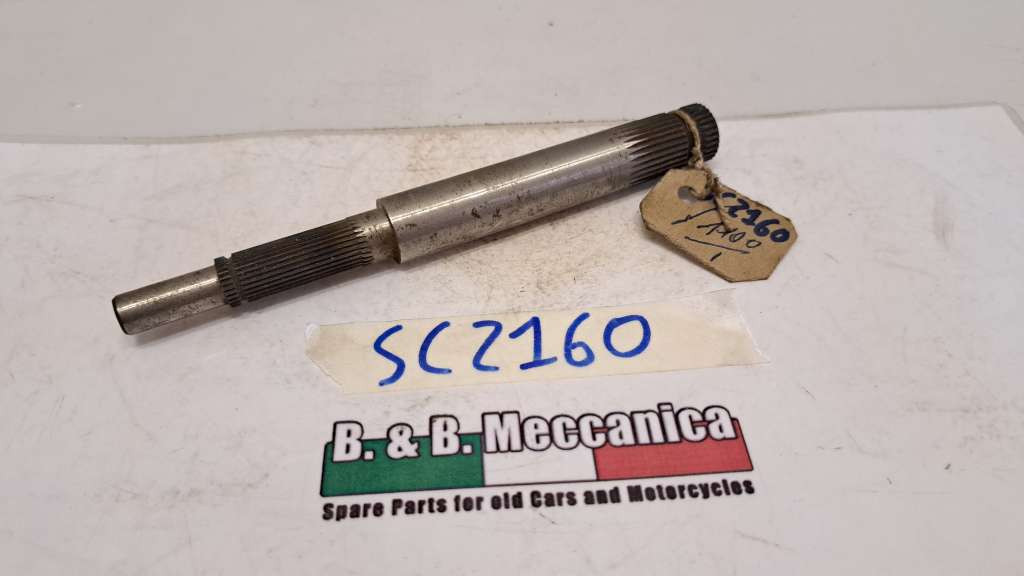 SC2160
SC2160
B. & B. Meccanica
Spare Parts for old Cars and Motorcycles